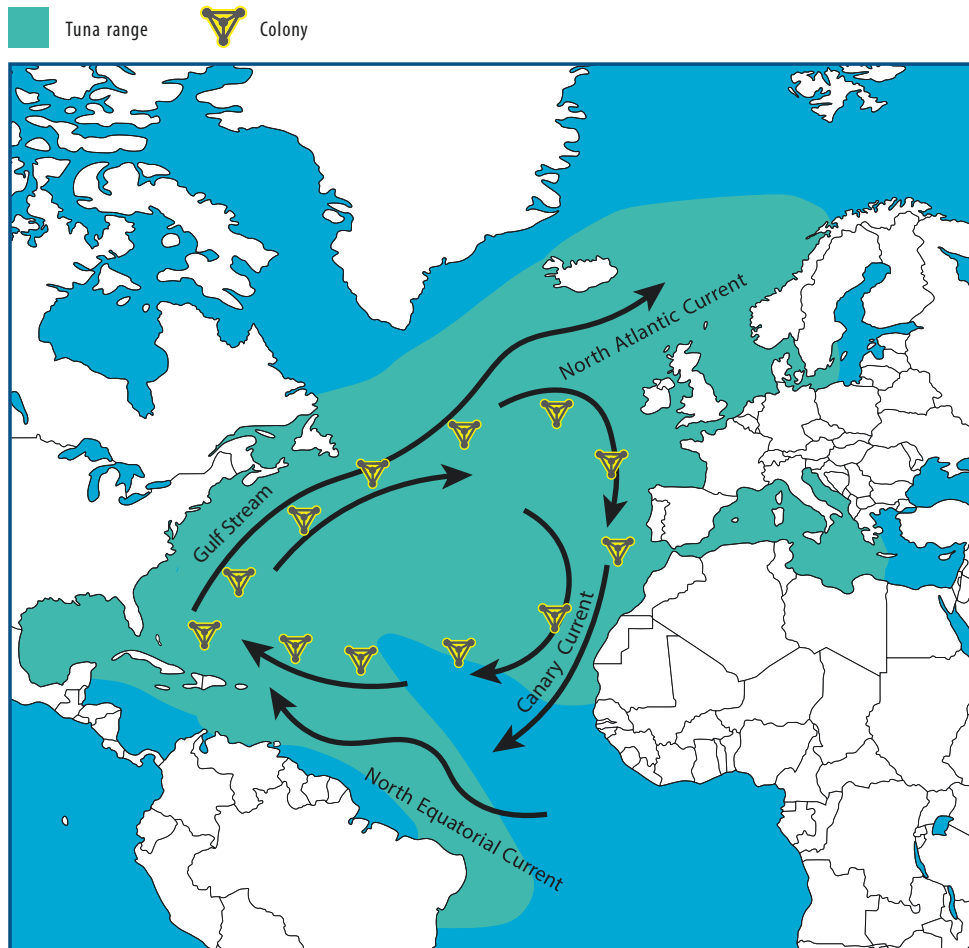 Tuna range
Colony
North Atlantic Current
Gulf Stream
Canary Current
North Equatorial Current